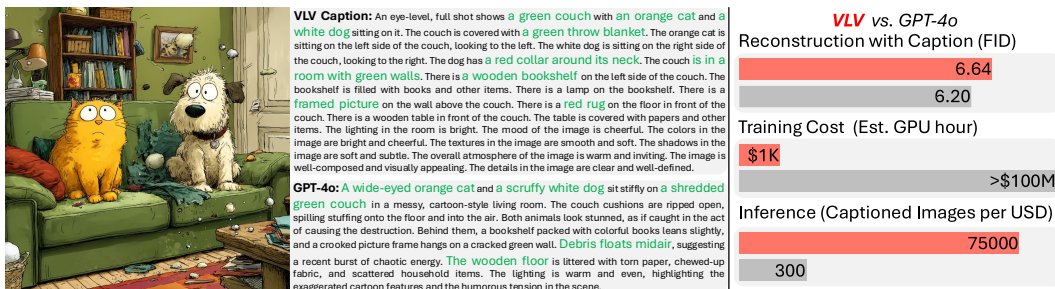 VLV Caption: An eye-level, full shot shows a green couch with an orange cat and a
white dog sitting on it. The couch is covered with a green throw blanket. The orange cat is
sitting on the left side of the couch, looking to the left. The white dog is sitting on the right side of
the couch, looking to the right. The dog has a red collar around its neck. The couch is in a
room with green walls. There is a wooden bookshelf on the left side of the couch. The
bookshelf is filled with books and other items. There is a lamp on the bookshelf. There is a
framed picture on the wall above the couch. There is a red rug on the floor in front of the
couch. There is a wooden table in front of the couch. The table is covered with papers and other
items. The lighting in the room is bright. The mood of the image is cheerful. The colors in the
image are bright and cheerful. The textures in the image are smooth and soft. The shadows in the
image are soft and subtle. The overall atmosphere of the image is warm and inviting. The image is
well-composed and visually appealing. The details in the image are clear and well-defined.
GPT-4o: A wide-eyed orange cat and a scruffy white dog sit stiffly on a shredded
green couch in a messy, cartoon-style living room. The couch cushions are ripped open,
spilling stuffing onto the floor and into the air. Both animals look stunned, as if caught in the act
of causing the destruction. Behind them, a bookshelf packed with colorful books leans slightly,
and a crooked picture frame hangs on a cracked green wall. Debris floats midair, suggesting
a recent burst of chaotic energy. The wooden floor is littered with torn paper, chewed-up
fabric, and scattered household items. The lighting is warm and even, highlighting the
exaggerated cartoon features and the humorous tension in the scene.
VLV vs. GPT-4o
Reconstruction with Caption (FID)
6.64
6.20
Training Cost (Est. GPU hour)
$1K
>$100M
Inference (Captioned Images per USD)
75000
300